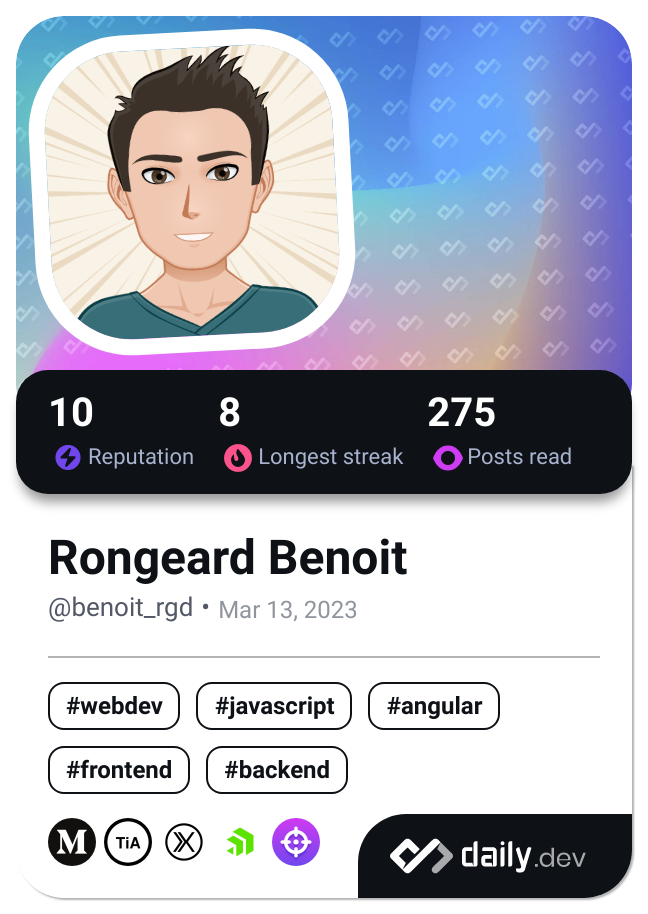 10 8 275
Reputation Longest streak Posts read
Rongeard Benoit
@benoit_rgd • Mar 13, 2023
#webdev #javascript #angular
#frontend #backend
M TiA X daily.dev